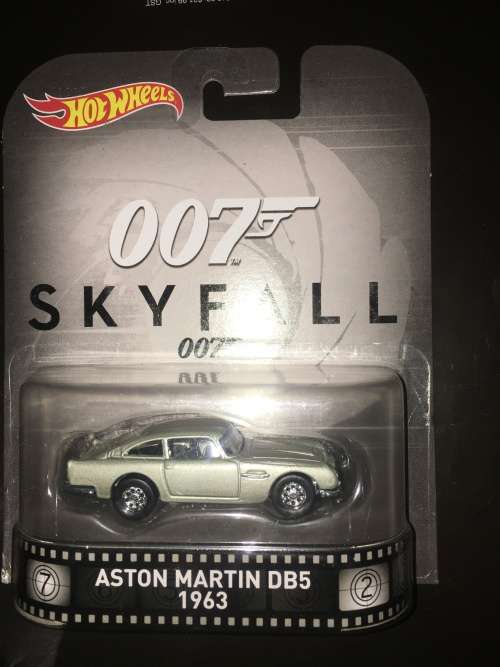 HOT WHEELS
007
SKYFALL
007
ASTON MARTIN DB5
1963
7
2